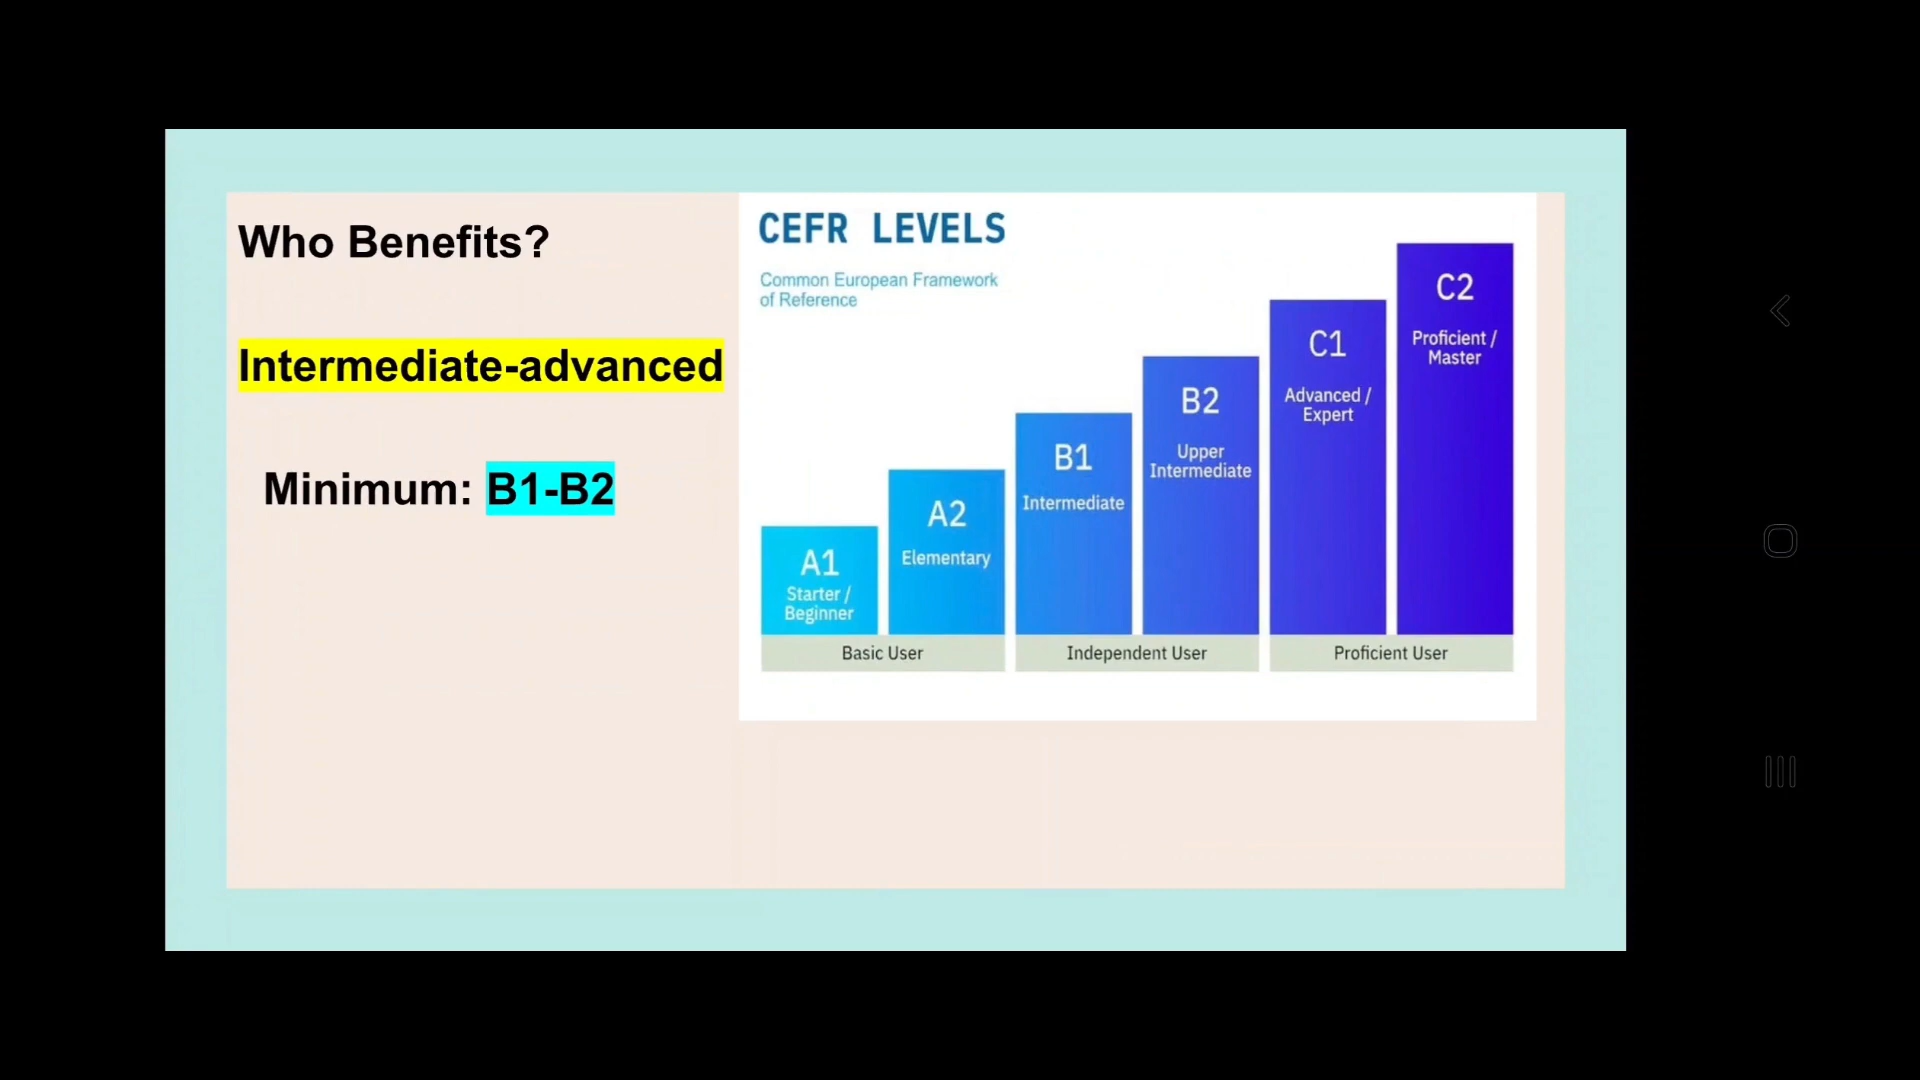 Who Benefits?
Intermediate-advanced
Minimum: B1-B2
CEFR LEVELS
Common European Framework
of Reference
A1
Starter /
Beginner
A2
Elementary
B1
Intermediate
B2
Upper
Intermediate
C1
Advanced /
Expert
C2
Proficient /
Master
Basic User
Independent User
Proficient User